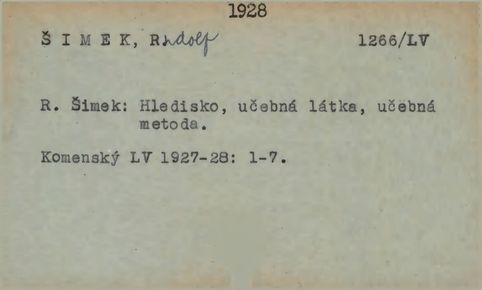 1928
ŠIMEK, Rudolf 1266/LV
R. Šimek: Hledisko, učebná látka, učebná
metoda.
Komenský LV 1927-28: 1-7.